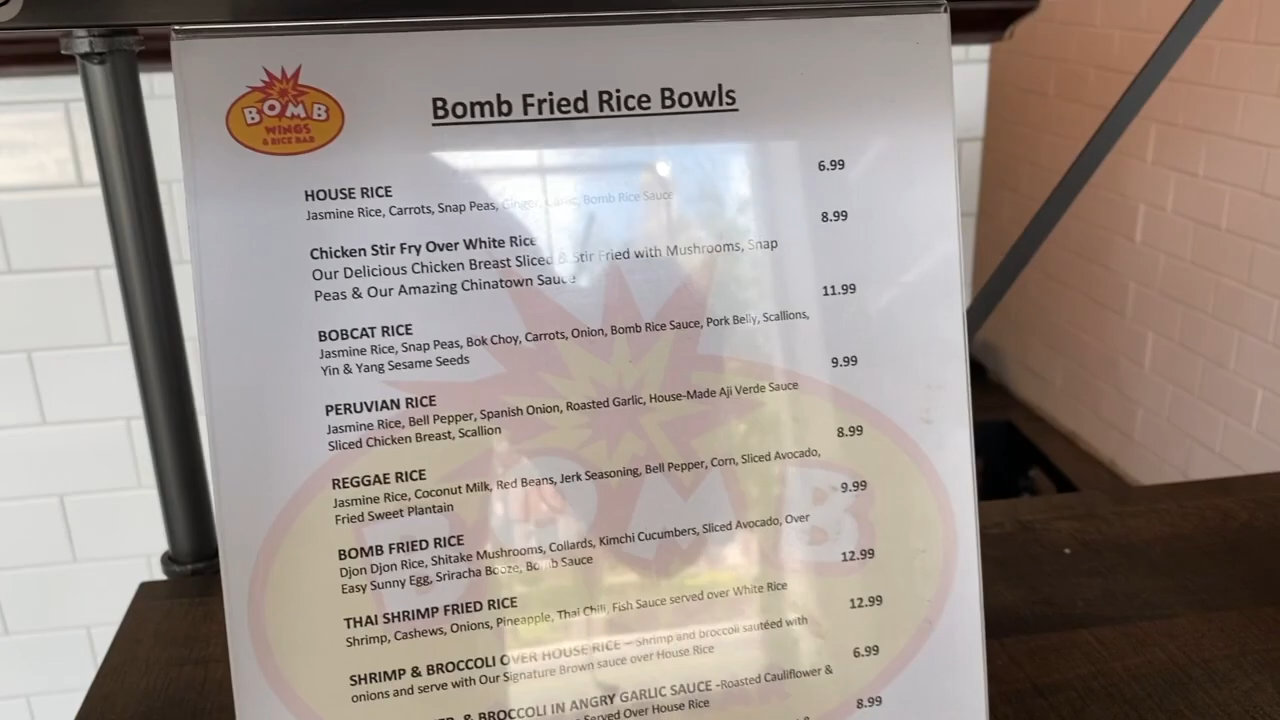 BOMB
WINGS
& RICE BAR
Bomb Fried Rice Bowls
6.99
HOUSE RICE
Jasmine Rice, Carrots, Snap Peas, Ginger, Garlic, Bomb Rice Sauce
8.99
Chicken Stir Fry Over White Rice
Our Delicious Chicken Breast Sliced & Stir Fried with Mushrooms, Snap
Peas & Our Amazing Chinatown Sauce
11.99
BOBCAT RICE
Jasmine Rice, Snap Peas, Bok Choy, Carrots, Onion, Bomb Rice Sauce, Pork Belly, Scallions,
Yin & Yang Sesame Seeds
9.99
PERUVIAN RICE
Jasmine Rice, Bell Pepper, Spanish Onion, Roasted Garlic, House-Made Aji Verde Sauce
Sliced Chicken Breast, Scallion
8.99
REGGAE RICE
Jasmine Rice, Coconut Milk, Red Beans, Jerk Seasoning, Bell Pepper, Corn, Sliced Avocado,
Fried Sweet Plantain
9.99
BOMB FRIED RICE
Djon Djon Rice, Shitake Mushrooms, Collards, Kimchi Cucumbers, Sliced Avocado, Over
Easy Sunny Egg, Sriracha Booze, Bomb Sauce
12.99
THAI SHRIMP FRIED RICE
Shrimp, Cashews, Onions, Pineapple, Thai Chili, Fish Sauce served over White Rice
12.99
SHRIMP & BROCCOLI OVER HOUSE RICE – Shrimp and broccoli sautéed with
onions and serve with Our Signature Brown sauce over House Rice
6.99
& BROCCOLI IN ANGRY GARLIC SAUCE -Roasted Cauliflower &
Served Over House Rice
8.99
BOMB